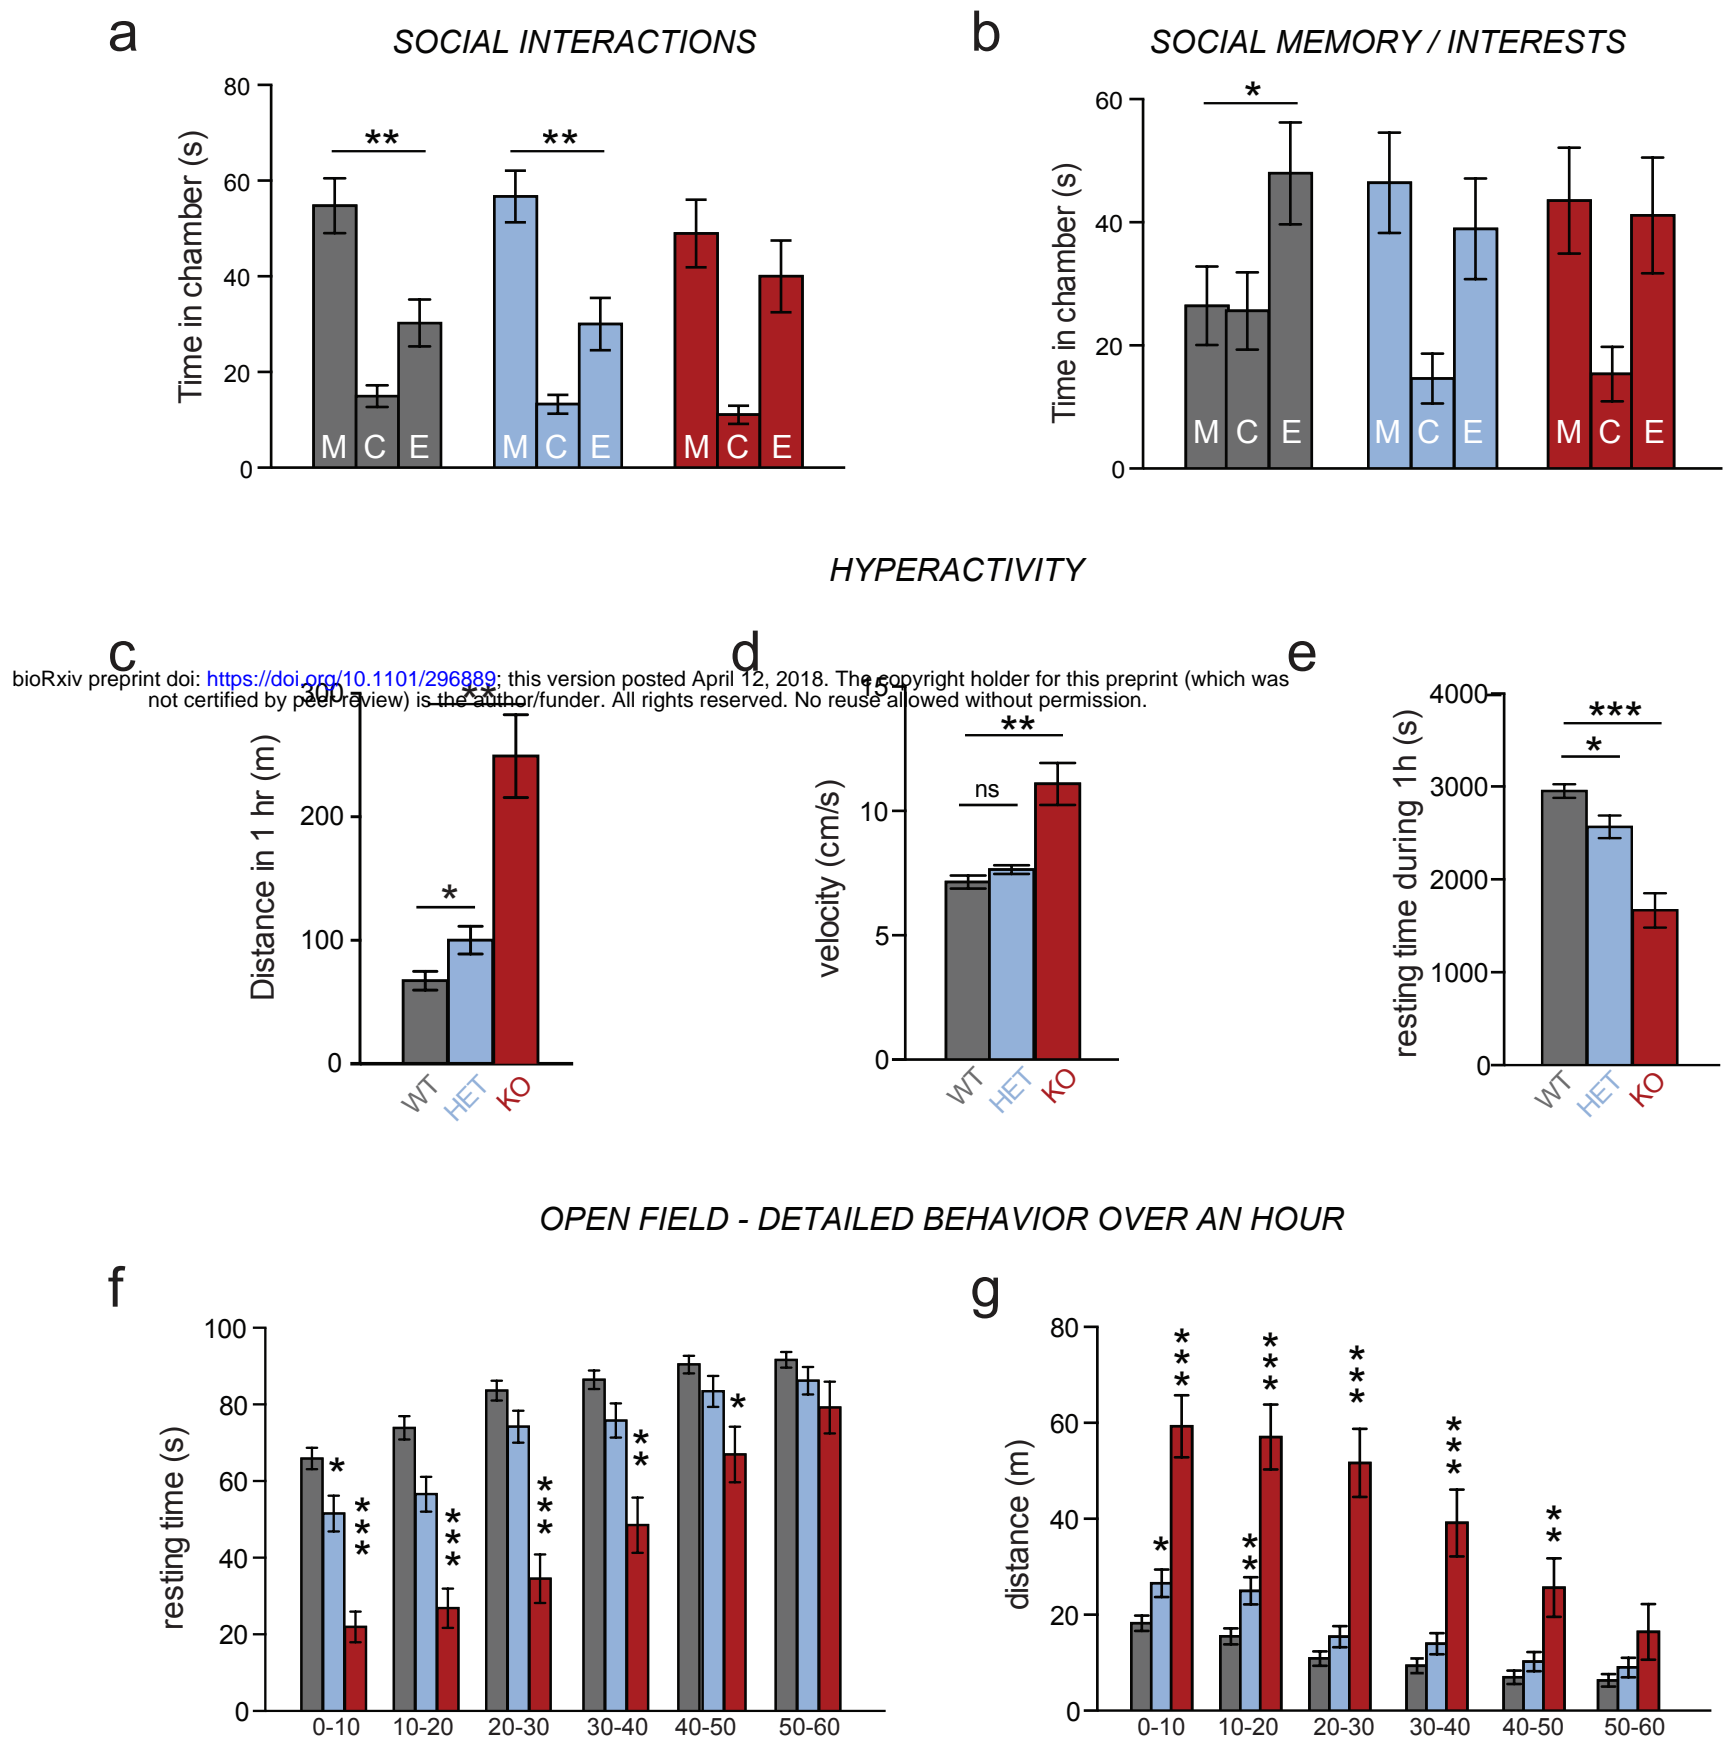 a
SOCIAL INTERACTIONS
Time in chamber (s)
80
60
40
20
0
**
**
M C E
M C E
M C E
b
SOCIAL MEMORY / INTERESTS
Time in chamber (s)
60
40
20
0
*
M C E
M C E
M C E
HYPERACTIVITY
bioRxiv preprint doi: https://doi.org/10.1101/296889; this version posted April 12, 2018. The copyright holder for this preprint (which was
not certified by peer review) is the author/funder. All rights reserved. No reuse allowed without permission.
c
Distance in 1 hr (m)
300
200
100
0
**
*
WT
HET
KO
d
velocity (cm/s)
15
10
5
0
**
ns
WT
HET
KO
e
resting time during 1h (s)
4000
3000
2000
1000
0
***
*
WT
HET
KO
OPEN FIELD - DETAILED BEHAVIOR OVER AN HOUR
f
resting time (s)
100
80
60
40
20
0
*
***
***
***
**
*
0-10 10-20 20-30 30-40 40-50 50-60
g
distance (m)
80
60
40
20
0
*
***
**
***
***
***
**
0-10 10-20 20-30 30-40 40-50 50-60